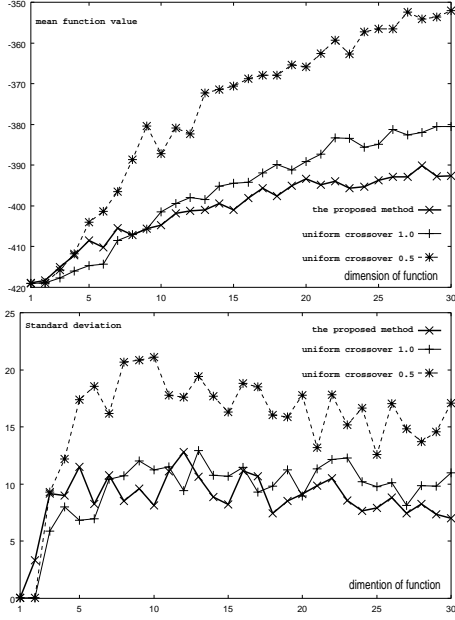 -350
mean function value
-360
-370
-380
-390
-400
the proposed method
uniform crossover 1.0
-410
uniform crossover 0.5
dimension of function
-420
1 5 10 15 20 25 30
25
Standard deviation
the proposed method
uniform crossover 1.0
20
uniform crossover 0.5
15
10
5
dimention of function
0
1 5 10 15 20 25 30